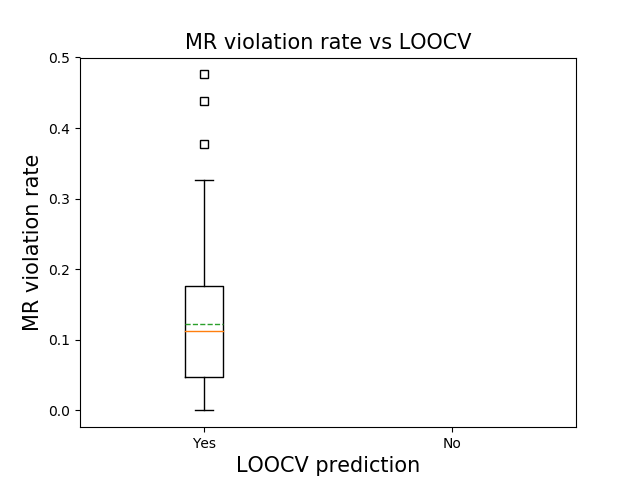 MR violation rate vs LOOCV
MR violation rate
0.5
0.4
0.3
0.2
0.1
0.0
Yes
No
LOOCV prediction